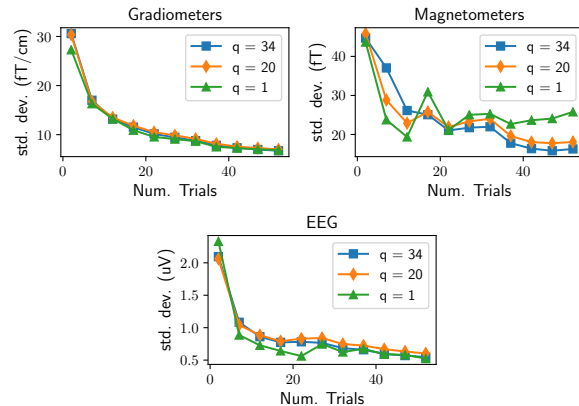 Gradiometers
std. dev. (fT/cm)
30
20
10
q = 34
q = 20
q = 1
0
20
40
Num. Trials
Magnetometers
std. dev. (fT)
40
30
20
q = 34
q = 20
q = 1
0
20
40
Num. Trials
EEG
std. dev. (uV)
2.0
1.5
1.0
0.5
q = 34
q = 20
q = 1
0
20
40
Num. Trials